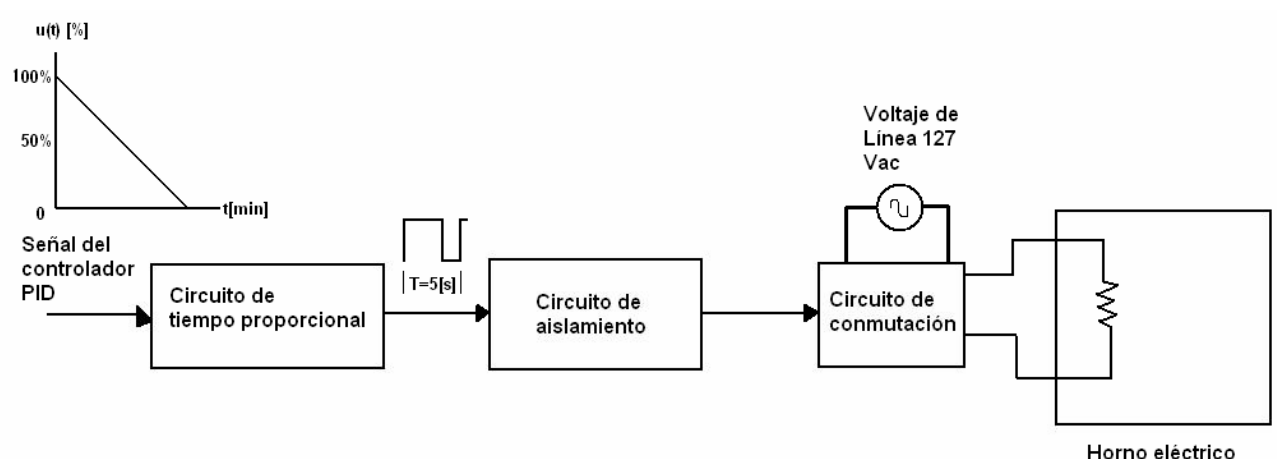 u(t) [%]
100%
50%
0
t[min]
Señal del
controlador
PID
Circuito de
tiempo proporcional
T=5[s]
Circuito de
aislamiento
Voltaje de
Línea 127
Vac
Circuito de
conmutación
Horno eléctrico